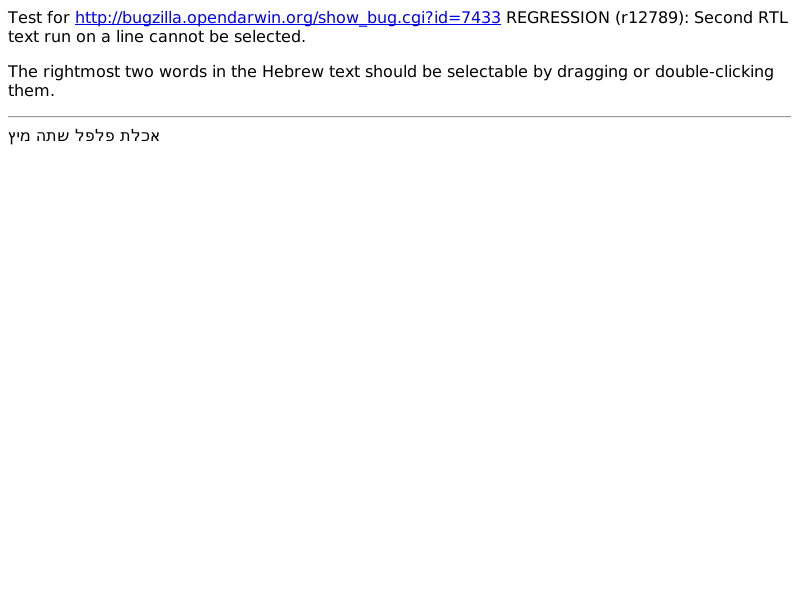 Test for http://bugzilla.opendarwin.org/show_bug.cgi?id=7433 REGRESSION (r12789): Second RTL
text run on a line cannot be selected.
The rightmost two words in the Hebrew text should be selectable by dragging or double-clicking
them.
אכלת פלפל שתה מיץ